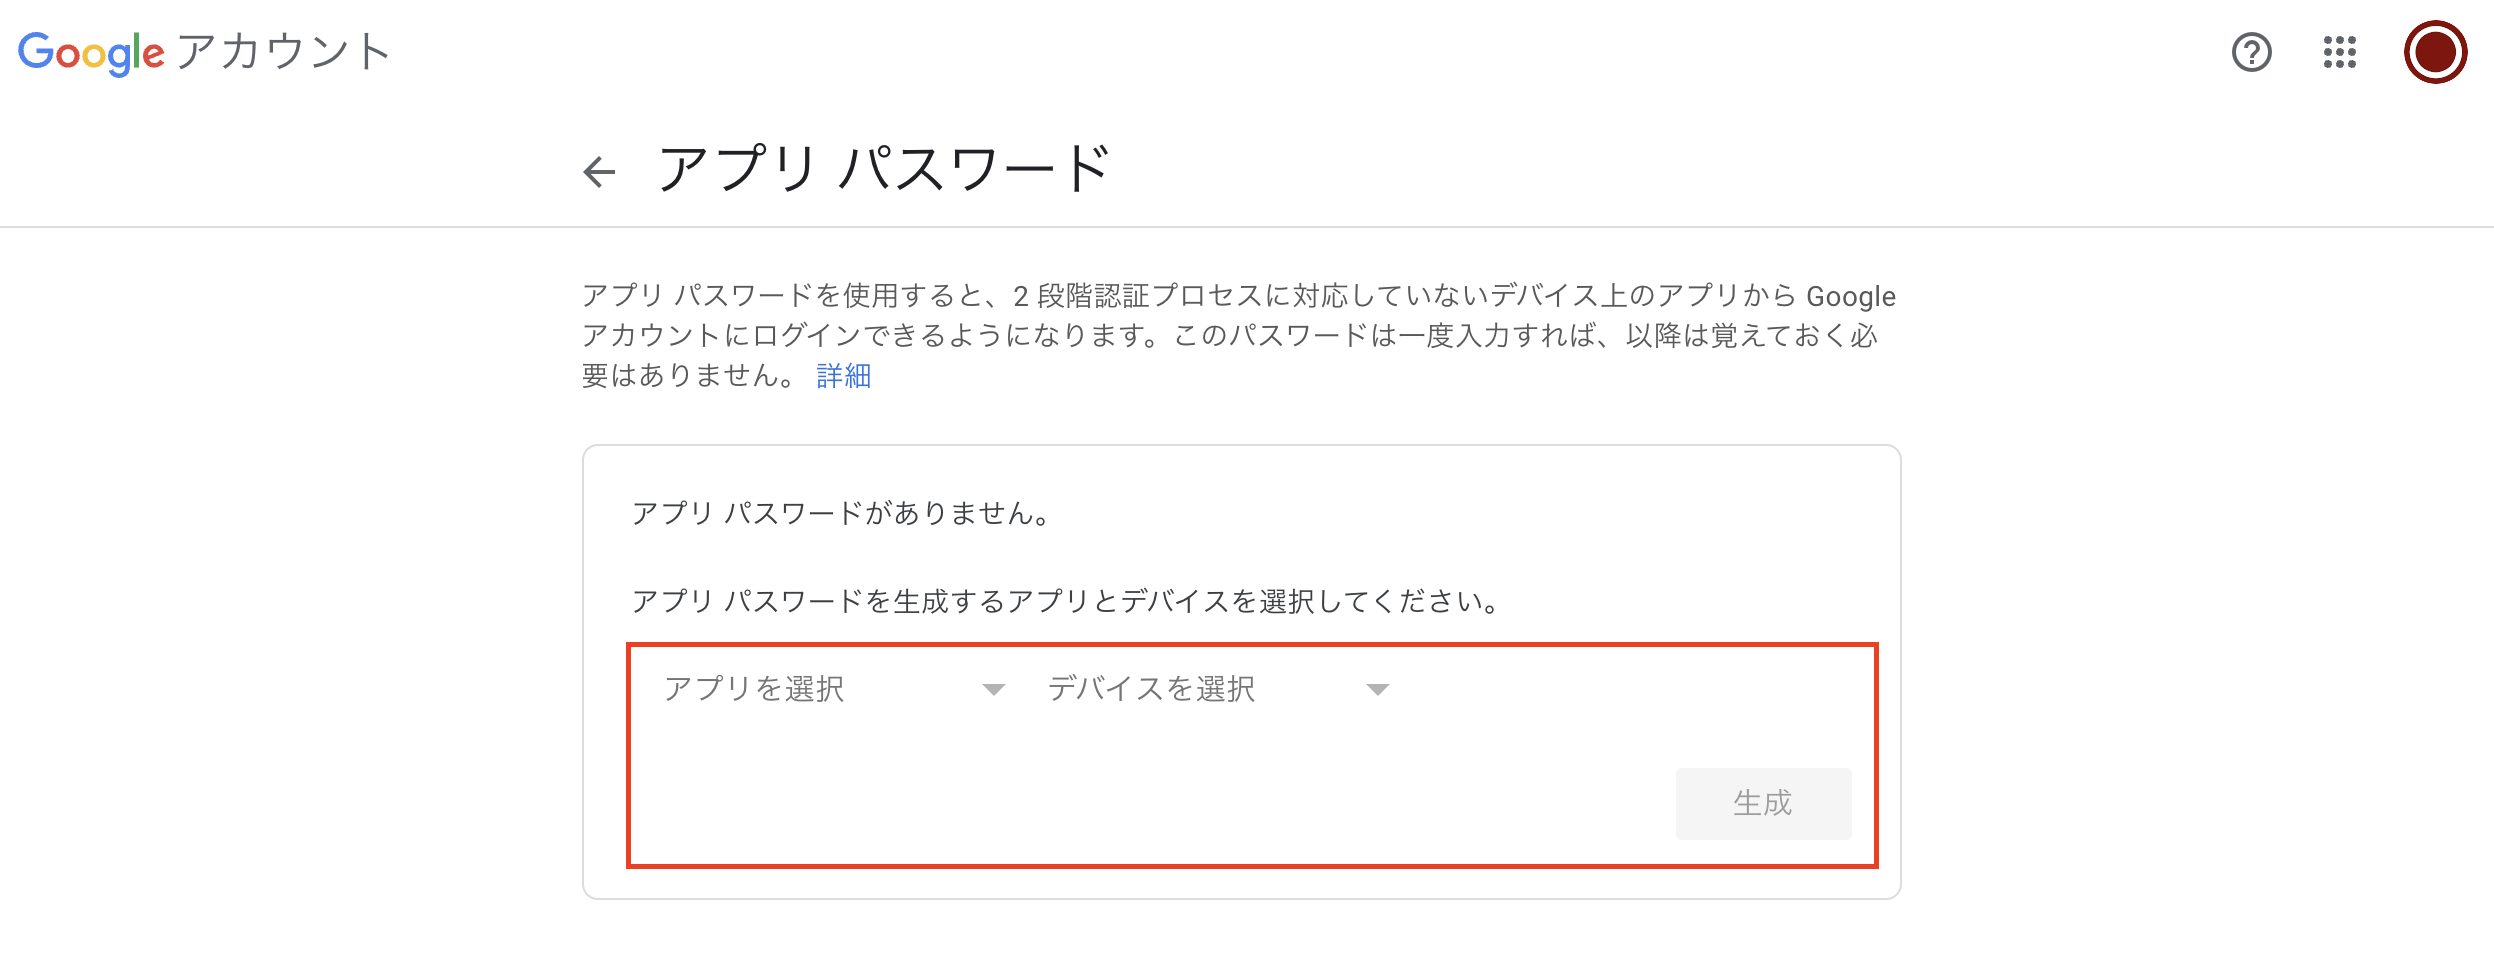 Google アカウント
アプリ パスワード
アプリ パスワードを使用すると、2 段階認証プロセスに対応していないデバイス上のアプリから Google
アカウントにログインできるようになります。このパスワードは一度入力すれば、以降は覚えておく必
要はありません。 詳細
アプリ パスワードがありません。
アプリ パスワードを生成するアプリとデバイスを選択してください。
アプリを選択 デバイスを選択
生成